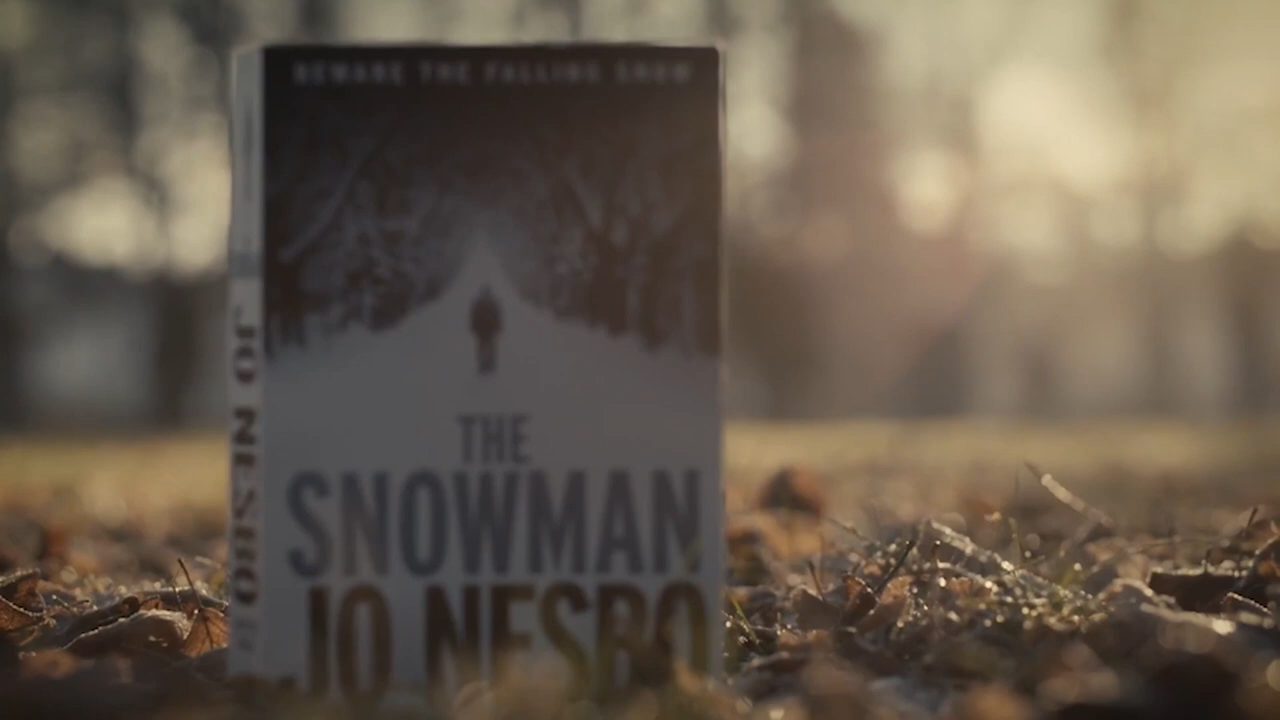 BEWARE THE FALLING SNOW
THE
SNOWMAN
JO NESBO
JO NESBO